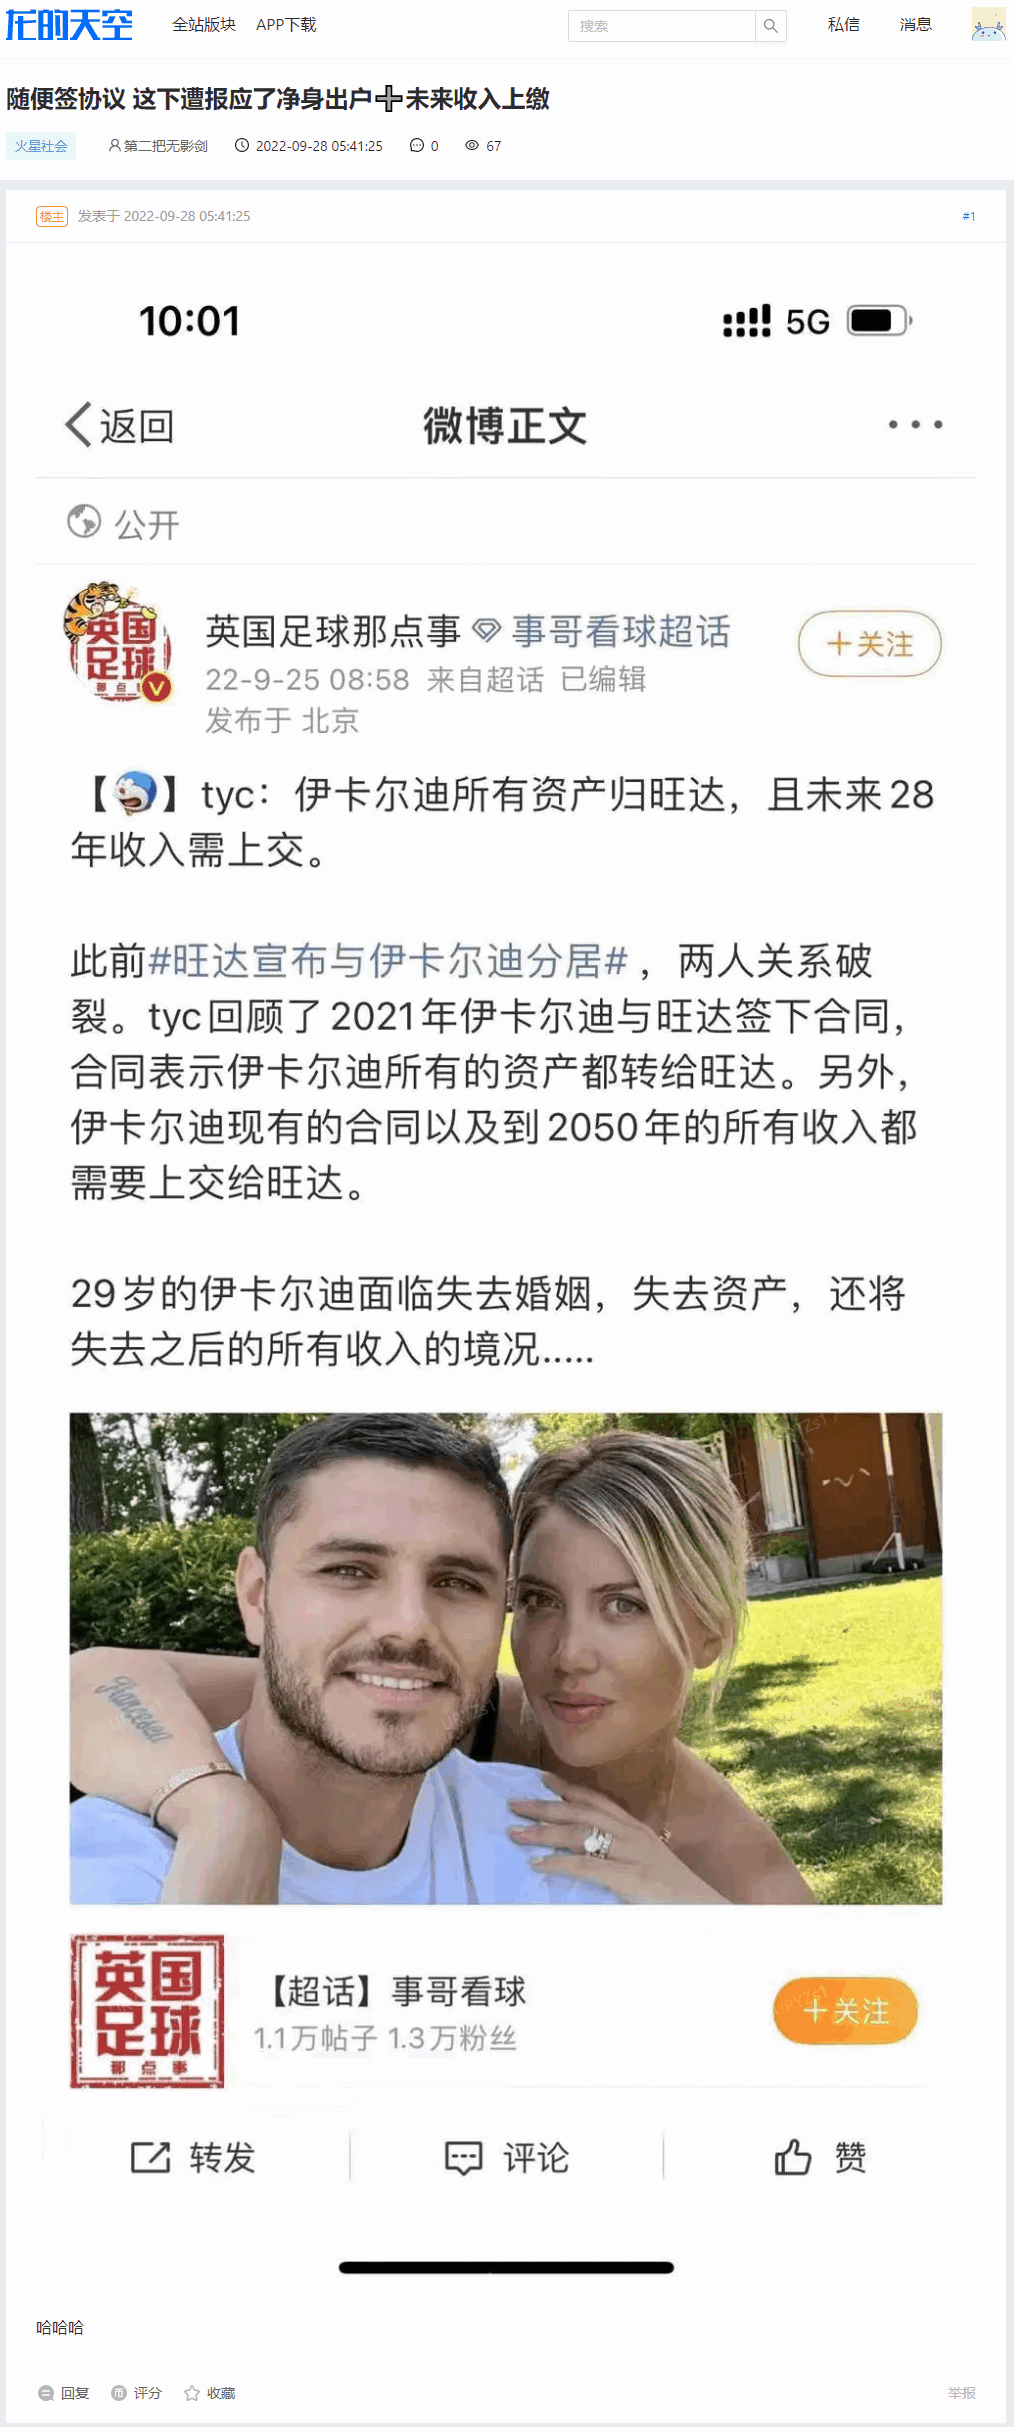 龙的天空 全站版块 APP下载 搜索 私信 消息
随便签协议 这下遭报应了净身出户➕未来收入上缴
火星社会 第二把无影剑 2022-09-28 05:41:25 0 67
楼主 发表于 2022-09-28 05:41:25 #1
10:01 5G
返回 微博正文 ···
公开
英国
足球
那点事
英国足球那点事 事哥看球超话 +关注
22-9-25 08:58 来自超话 已编辑
发布于 北京
【】tyc：伊卡尔迪所有资产归旺达，且未来28
年收入需上交。
此前#旺达宣布与伊卡尔迪分居#，两人关系破
裂。tyc回顾了2021年伊卡尔迪与旺达签下合同，
合同表示伊卡尔迪所有的资产都转给旺达。另外，
伊卡尔迪现有的合同以及到2050年的所有收入都
需要上交给旺达。
29岁的伊卡尔迪面临失去婚姻，失去资产，还将
失去之后的所有收入的境况.....
英国
足球
那点事
【超话】事哥看球 +关注
1.1万帖子 1.3万粉丝
转发 评论 赞
哈哈哈
回复 评分 收藏 举报